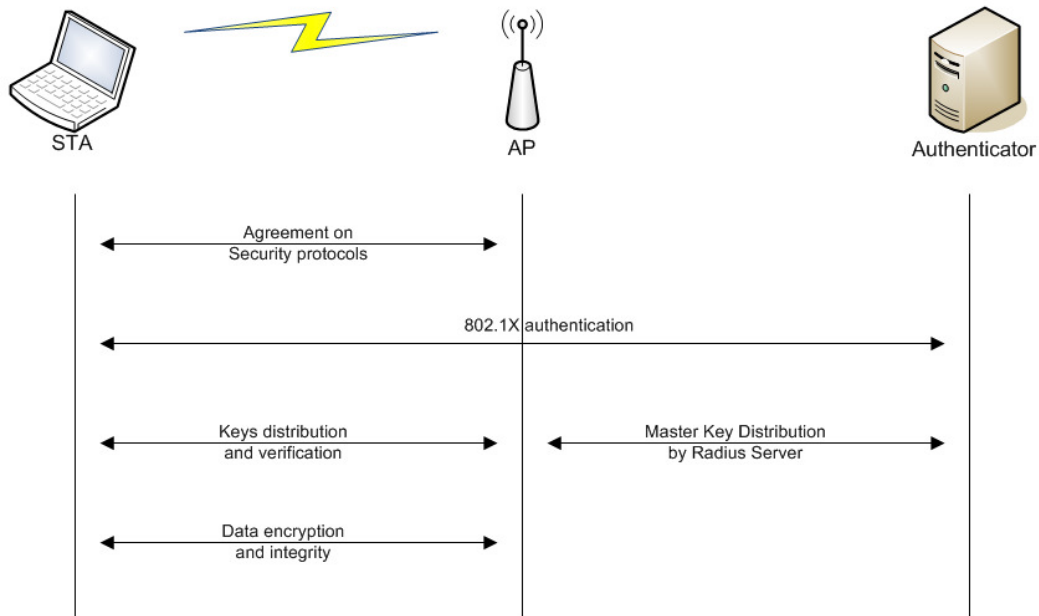 STA
AP
Authenticator
Agreement on
Security protocols
802.1X authentication
Keys distribution
and verification
Master Key Distribution
by Radius Server
Data encryption
and integrity